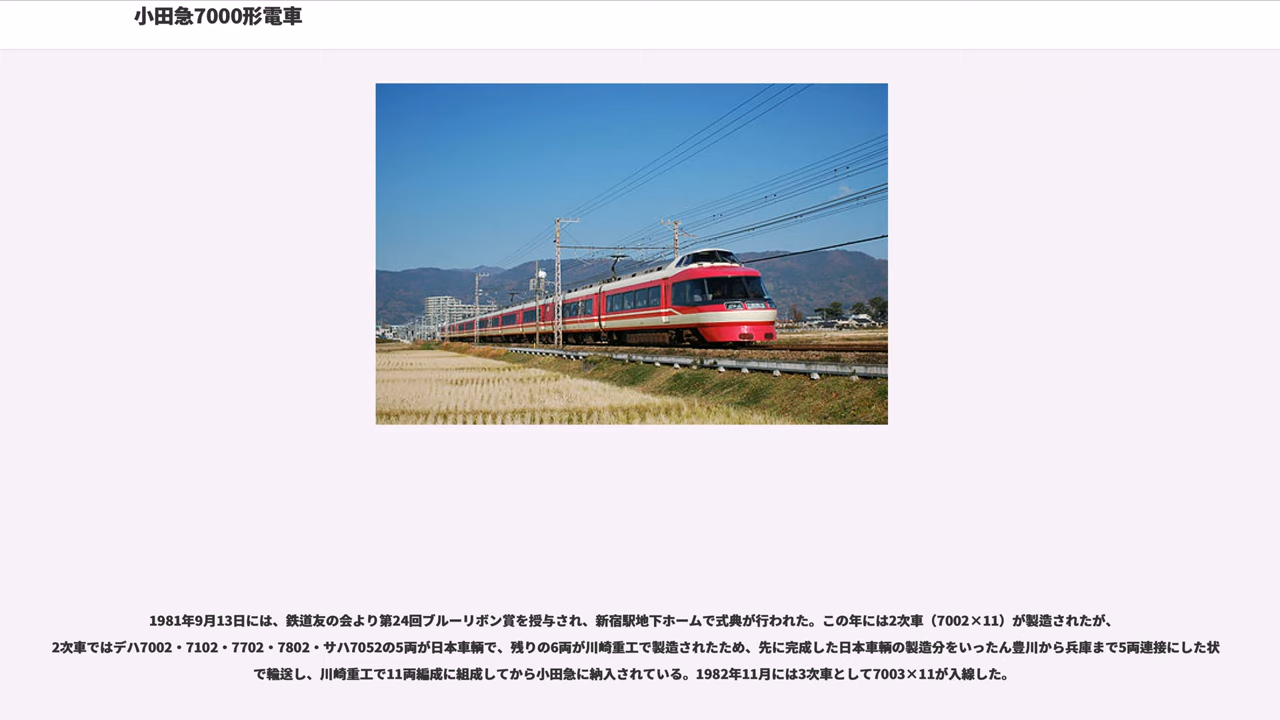 小田急7000形電車
1981年9月13日には、鉄道友の会より第24回ブルーリボン賞を授与され、新宿駅地下ホームで式典が行われた。この年には2次車（7002×11）が製造されたが、
2次車ではデハ7002・7102・7702・7802・サハ7052の5両が日本車輌で、残りの6両が川崎重工で製造されたため、先に完成した日本車輌の製造分をいったん豊川から兵庫まで5両連接にした状
で輸送し、川崎重工で11両編成に組成してから小田急に納入されている。1982年11月には3次車として7003×11が入線した。